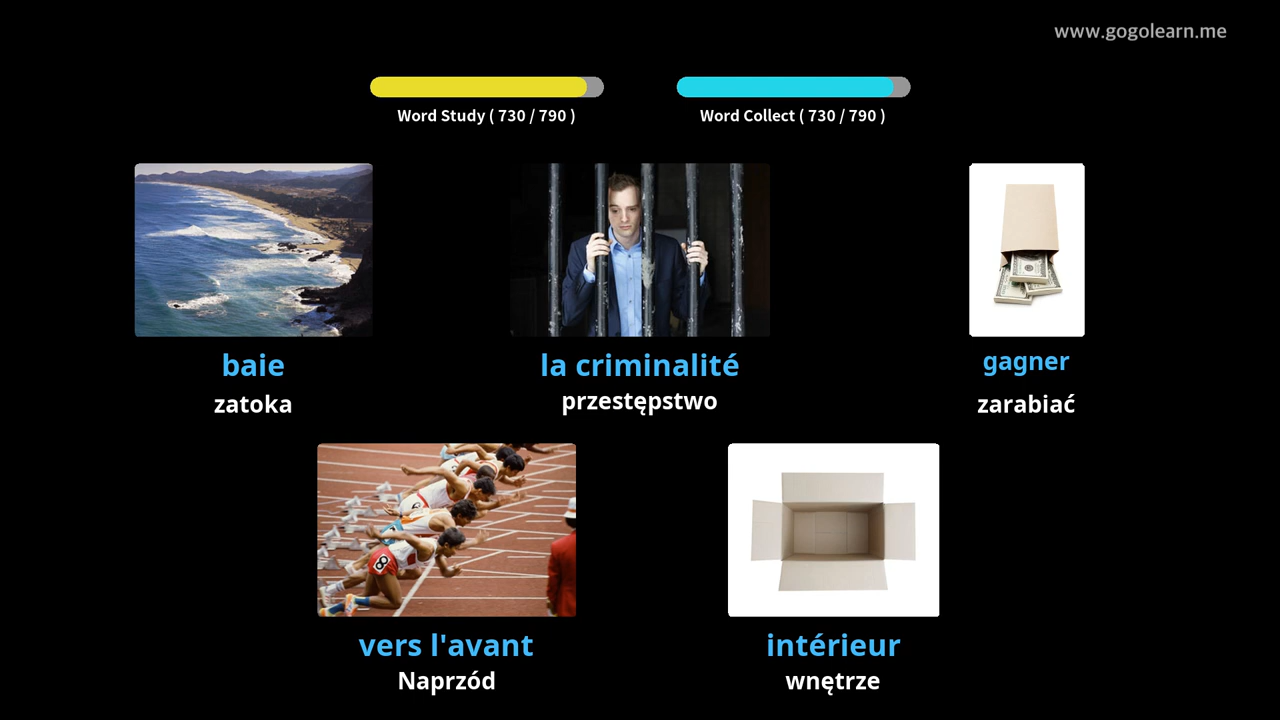 www.gogolearn.me
Word Study ( 730 / 790 )
Word Collect ( 730 / 790 )
baie
zatoka
la criminalité
przestępstwo
gagner
zarabiać
vers l'avant
Naprzód
intérieur
wnętrze